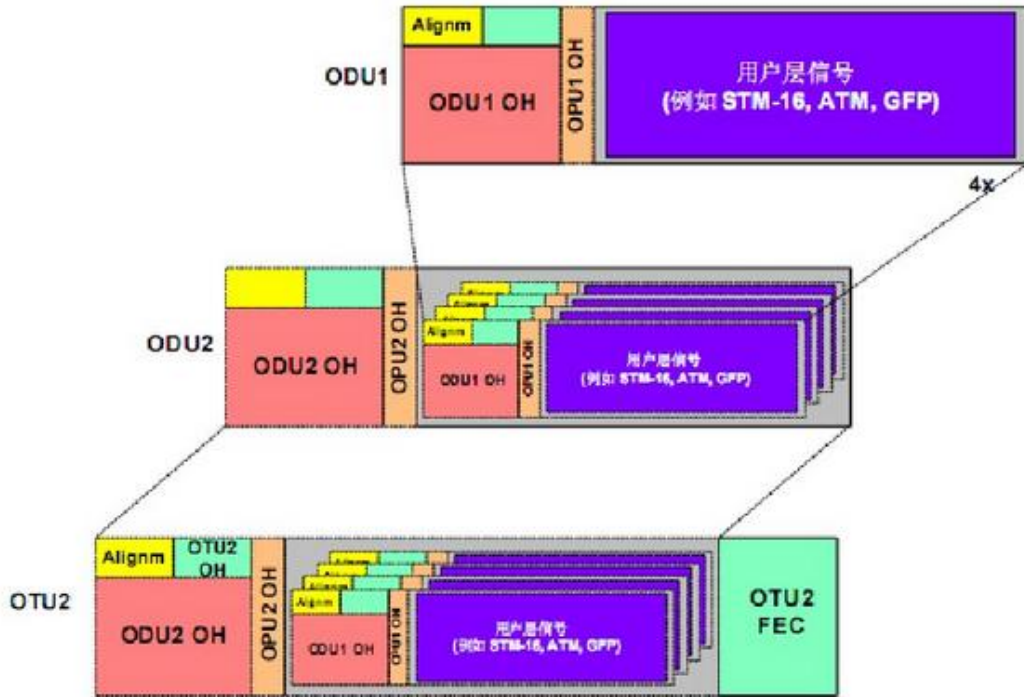 Alignm
ODU1
ODU1 OH
OPU1 OH
用户层信号
(例如 STM-16, ATM, GFP)
4x
ODU2
ODU2 OH
OPU2 OH
Alignm
ODU1 OH
OPU1 OH
用户层信号
(例如 STM-16, ATM, GFP)
OTU2
Alignm
OTU2
OH
ODU2 OH
OPU2 OH
Alignm
ODU1 OH
OPU1 OH
用户层信号
(例如 STM-16, ATM, GFP)
OTU2
FEC